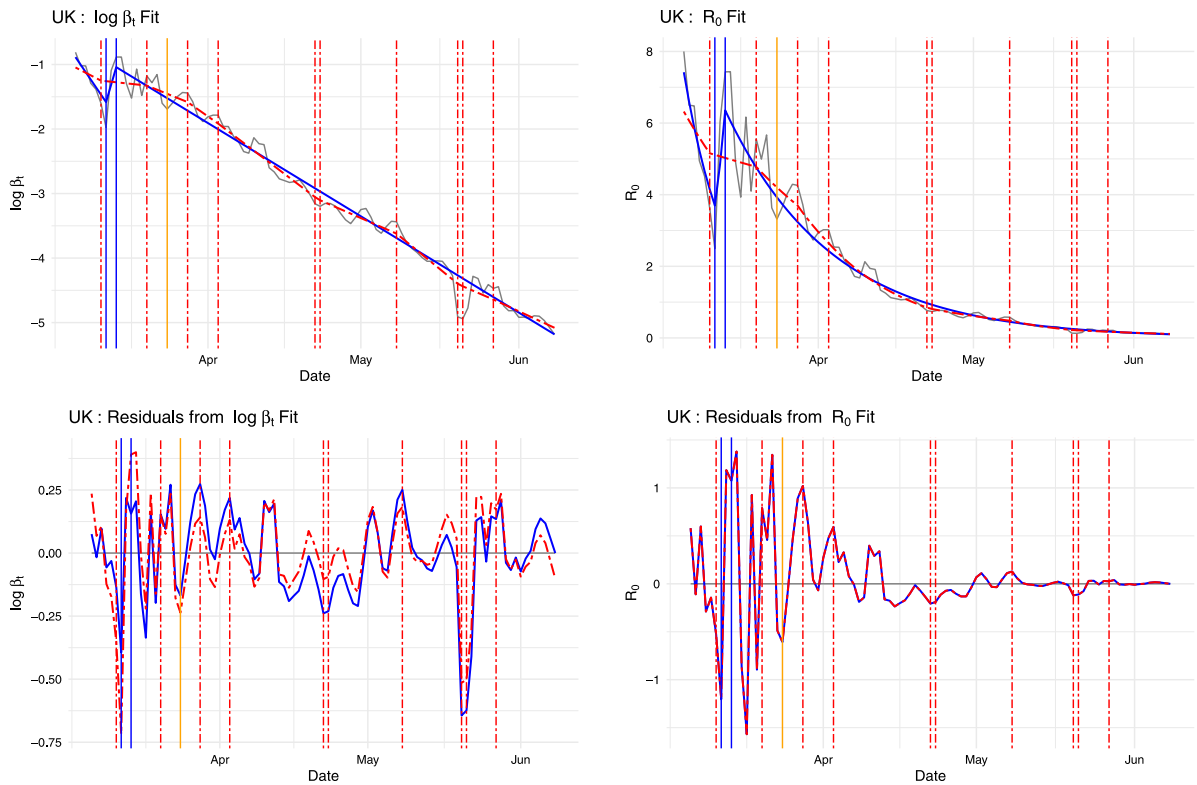 UK : log βt Fit
−1
−2
−3
−4
−5
log βt
Apr
May
Jun
Date
UK : R0 Fit
8
6
4
2
0
R0
Apr
May
Jun
Date
UK : Residuals from log βt Fit
0.25
0.00
−0.25
−0.50
−0.75
log βt
Apr
May
Jun
Date
UK : Residuals from R0 Fit
1
0
−1
R0
Apr
May
Jun
Date